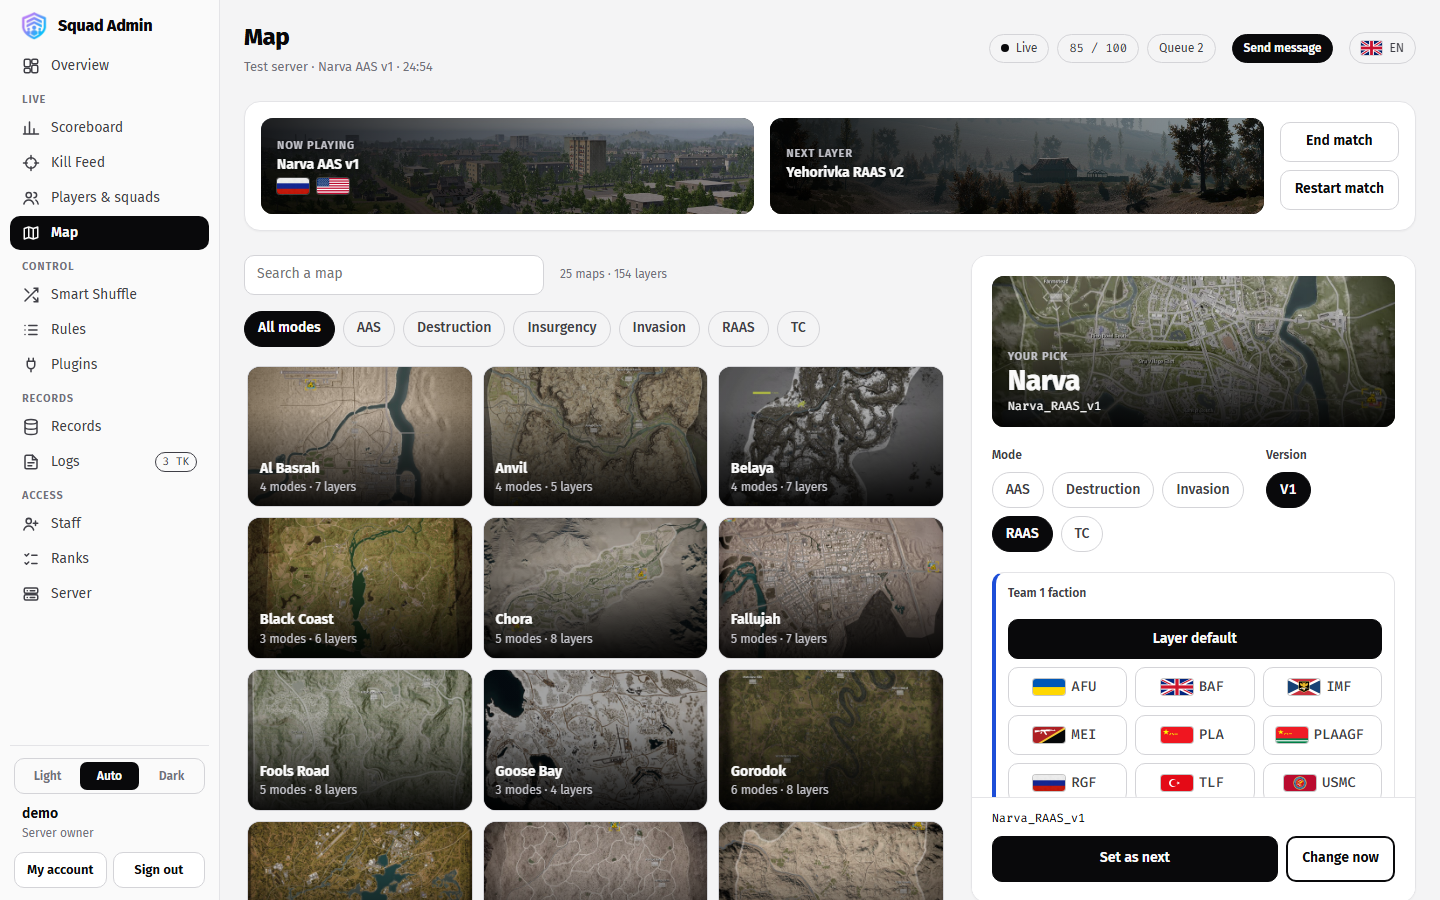 Squad Admin
Overview
LIVE
Scoreboard
Kill Feed
Players & squads
Map
CONTROL
Smart Shuffle
Rules
Plugins
RECORDS
Records
Logs
3 TK
ACCESS
Staff
Ranks
Server
Light
Auto
Dark
demo
Server owner
My account
Sign out
Map
Test server · Narva AAS v1 · 24:54
Live
85 / 100
Queue 2
Send message
EN
NOW PLAYING
Narva AAS v1
NEXT LAYER
Yehorivka RAAS v2
End match
Restart match
Search a map
25 maps · 154 layers
All modes
AAS
Destruction
Insurgency
Invasion
RAAS
TC
Al Basrah
4 modes · 7 layers
Anvil
4 modes · 5 layers
Belaya
4 modes · 7 layers
Black Coast
3 modes · 6 layers
Chora
5 modes · 8 layers
Fallujah
5 modes · 7 layers
Fools Road
5 modes · 8 layers
Goose Bay
3 modes · 4 layers
Gorodok
6 modes · 8 layers
YOUR PICK
Narva
Narva_RAAS_v1
Mode
AAS
Destruction
Invasion
RAAS
TC
Version
V1
Team 1 faction
Layer default
AFU
BAF
IMF
MEI
PLA
PLAAGF
RGF
TLF
USMC
Narva_RAAS_v1
Set as next
Change now